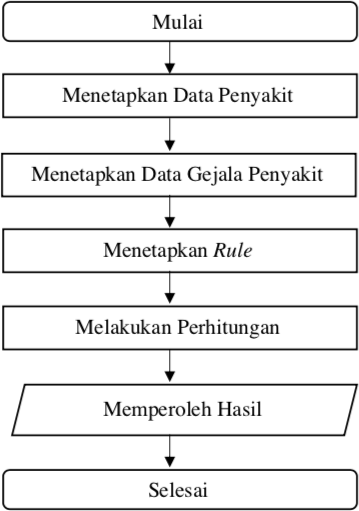 Mulai
Menetapkan Data Penyakit
Menetapkan Data Gejala Penyakit
Menetapkan Rule
Melakukan Perhitungan
Memperoleh Hasil
Selesai